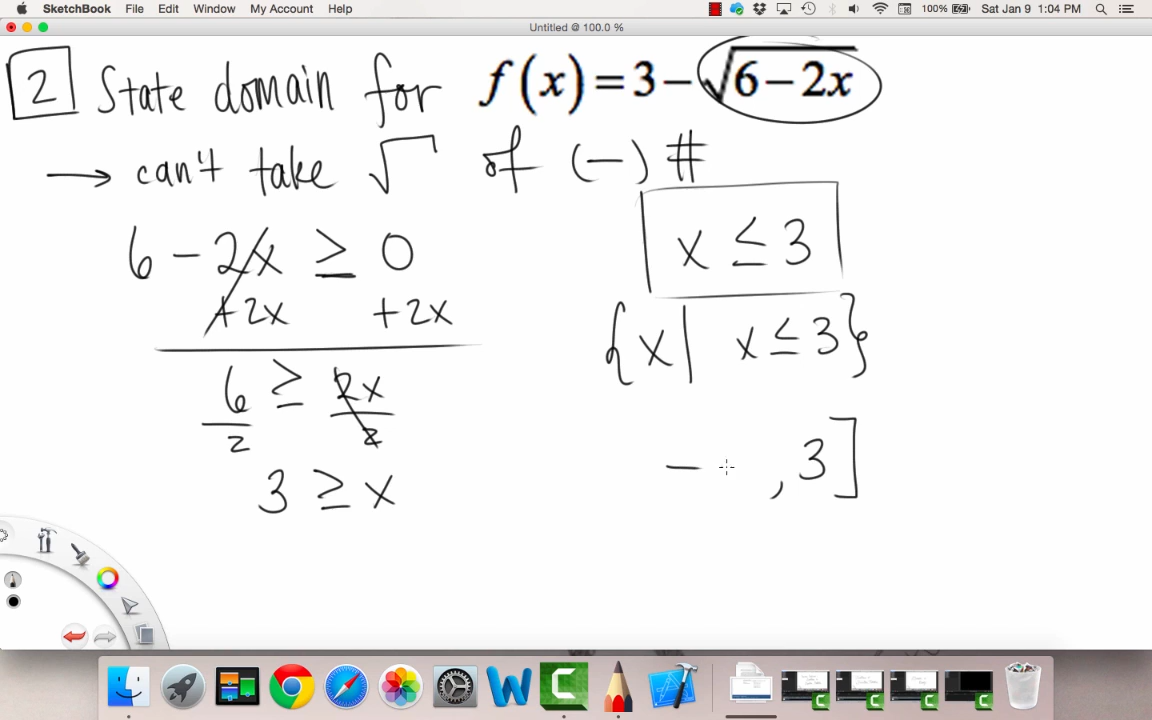 SketchBook File Edit Window My Account Help 100% Sat Jan 9 1:04 PM
Untitled @ 100.0 %
2 State domain for f(x)=3−√6−2x
→ can't take √ of (−) #
6 − 2x ≥ 0
+2x +2x
6 ≥ 2x
2 2
3 ≥ x
x ≤ 3
{x| x ≤ 3}
− , 3]